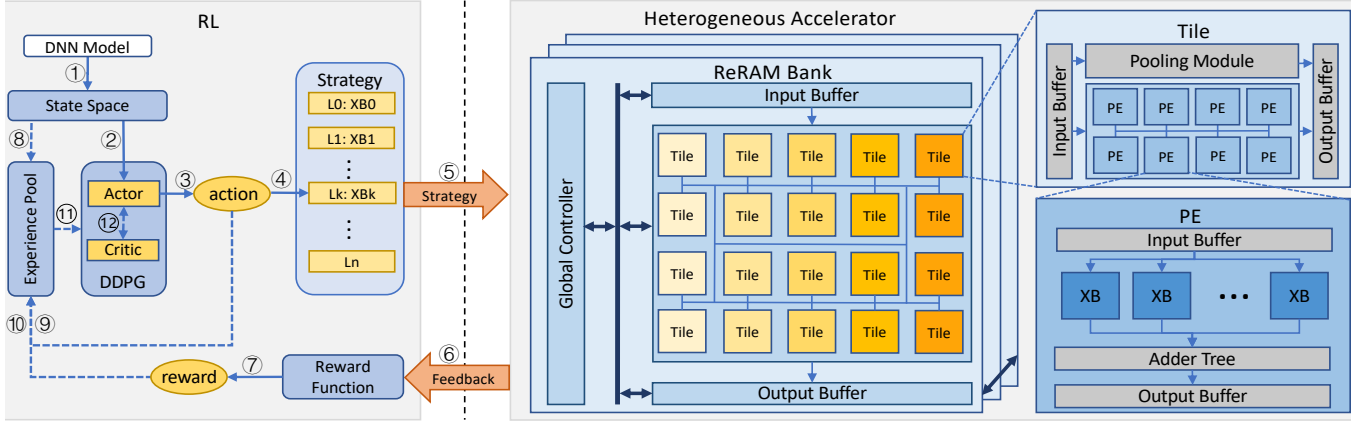 RL
DNN Model
①
State Space
⑧
②
Experience Pool
⑪
Actor
⑫
Critic
DDPG
③
action
④
Strategy
L0: XB0
L1: XB1
Lk: XBk
Ln
⑤
Strategy
⑩
⑨
reward
⑦
Reward
Function
⑥
Feedback
Heterogeneous Accelerator
ReRAM Bank
Global Controller
Input Buffer
Tile Tile Tile Tile Tile
Tile Tile Tile Tile Tile
Tile Tile Tile Tile Tile
Tile Tile Tile Tile Tile
Output Buffer
Tile
Input Buffer
Pooling Module
PE PE PE PE
PE PE PE PE
Output Buffer
PE
Input Buffer
XB XB XB
Adder Tree
Output Buffer